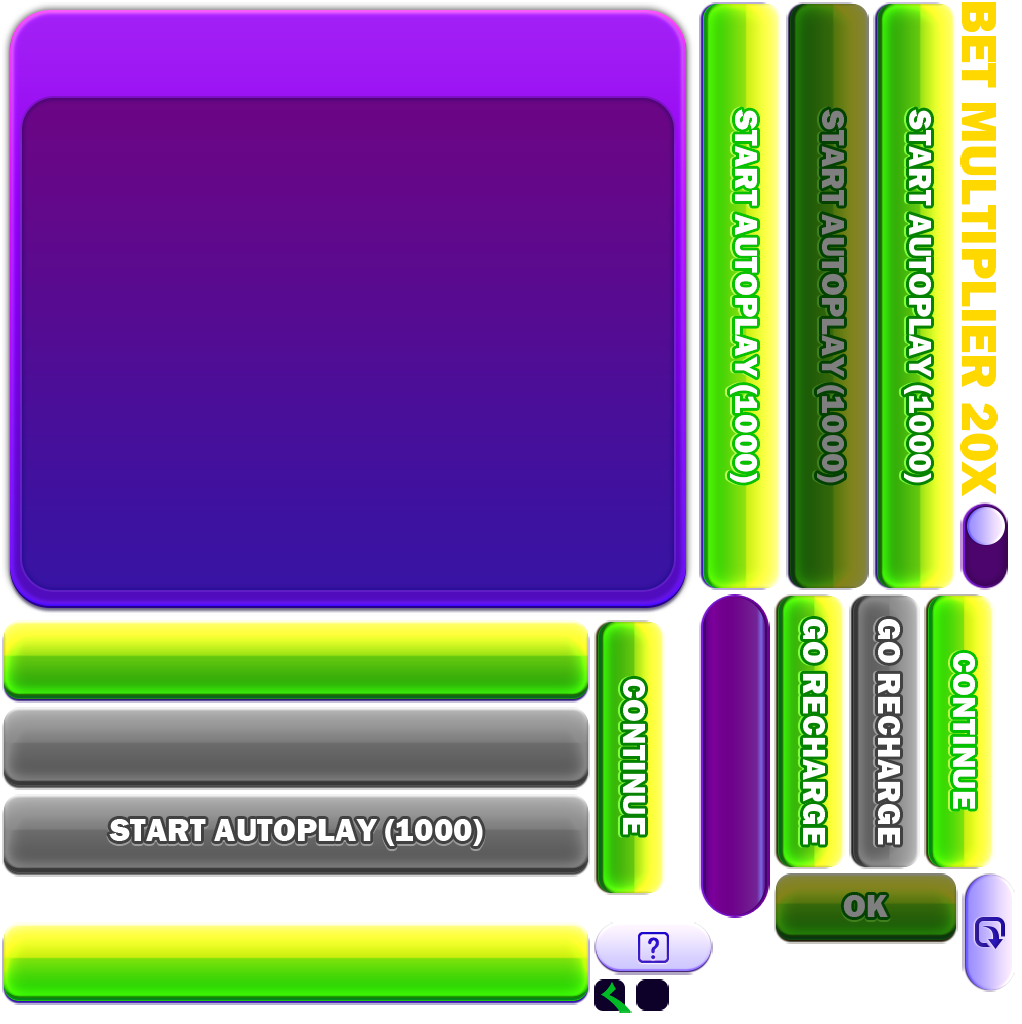 START AUTOPLAY (1000)
START AUTOPLAY (1000)
START AUTOPLAY (1000)
BET MULTIPLIER 20X
START AUTOPLAY (1000)
CONTINUE
GO RECHARGE
GO RECHARGE
CONTINUE
OK
?